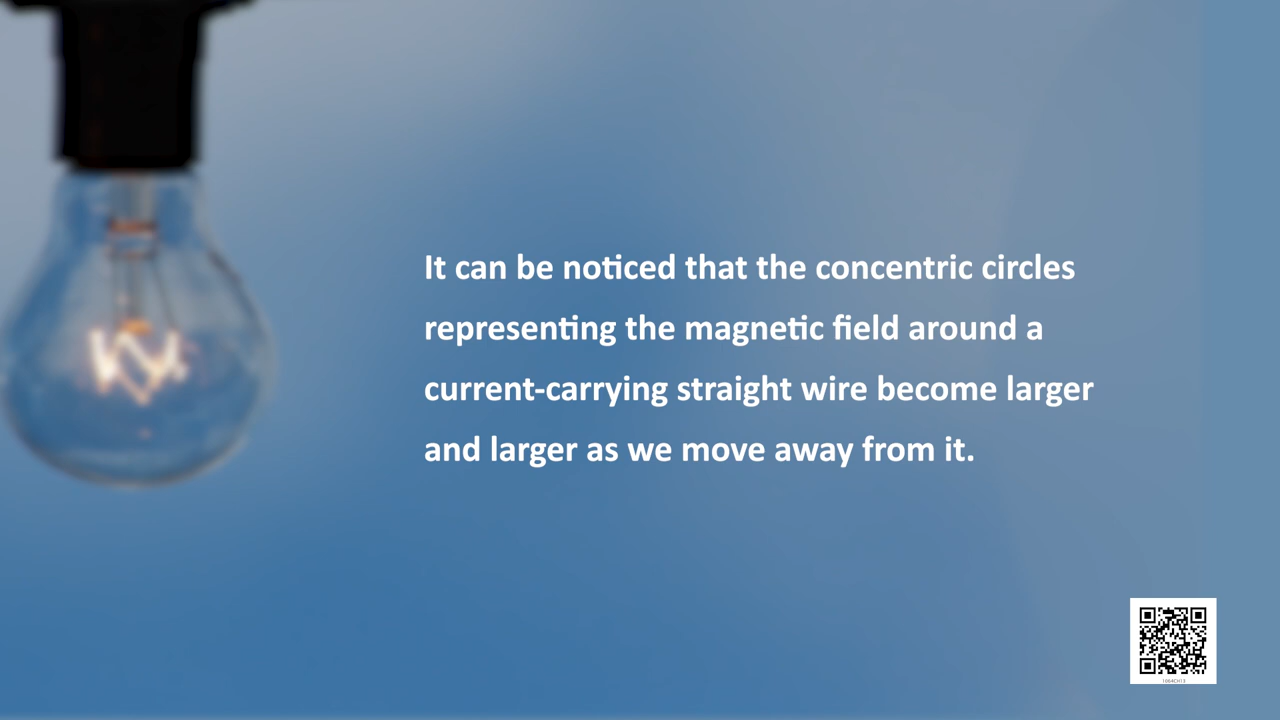 It can be noticed that the concentric circles
representing the magnetic field around a
current-carrying straight wire become larger
and larger as we move away from it.
1064CH13